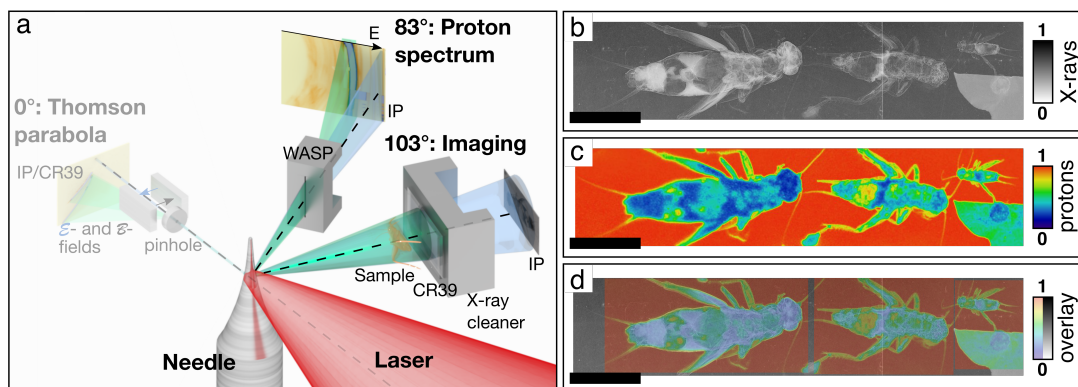 a
E
83°: Proton
spectrum
IP
0°: Thomson
parabola
IP/CR39
WASP
103°: Imaging
ℰ- and ℬ-
fields
pinhole
Sample
CR39
IP
X-ray
cleaner
Needle
Laser
b
1
X-rays
0
c
1
protons
0
d
1
overlay
0